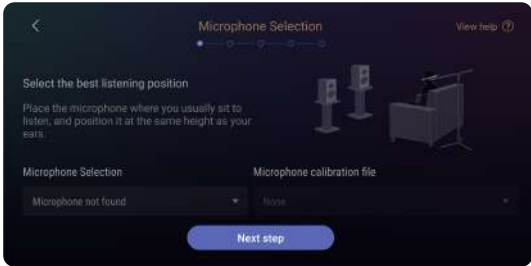 Microphone Selection
View help ?
Select the best listening position
Place the microphone where you usually sit to
listen, and position it at the same height as your
ears.
Microphone Selection
Microphone calibration file
Microphone not found
None
Next step